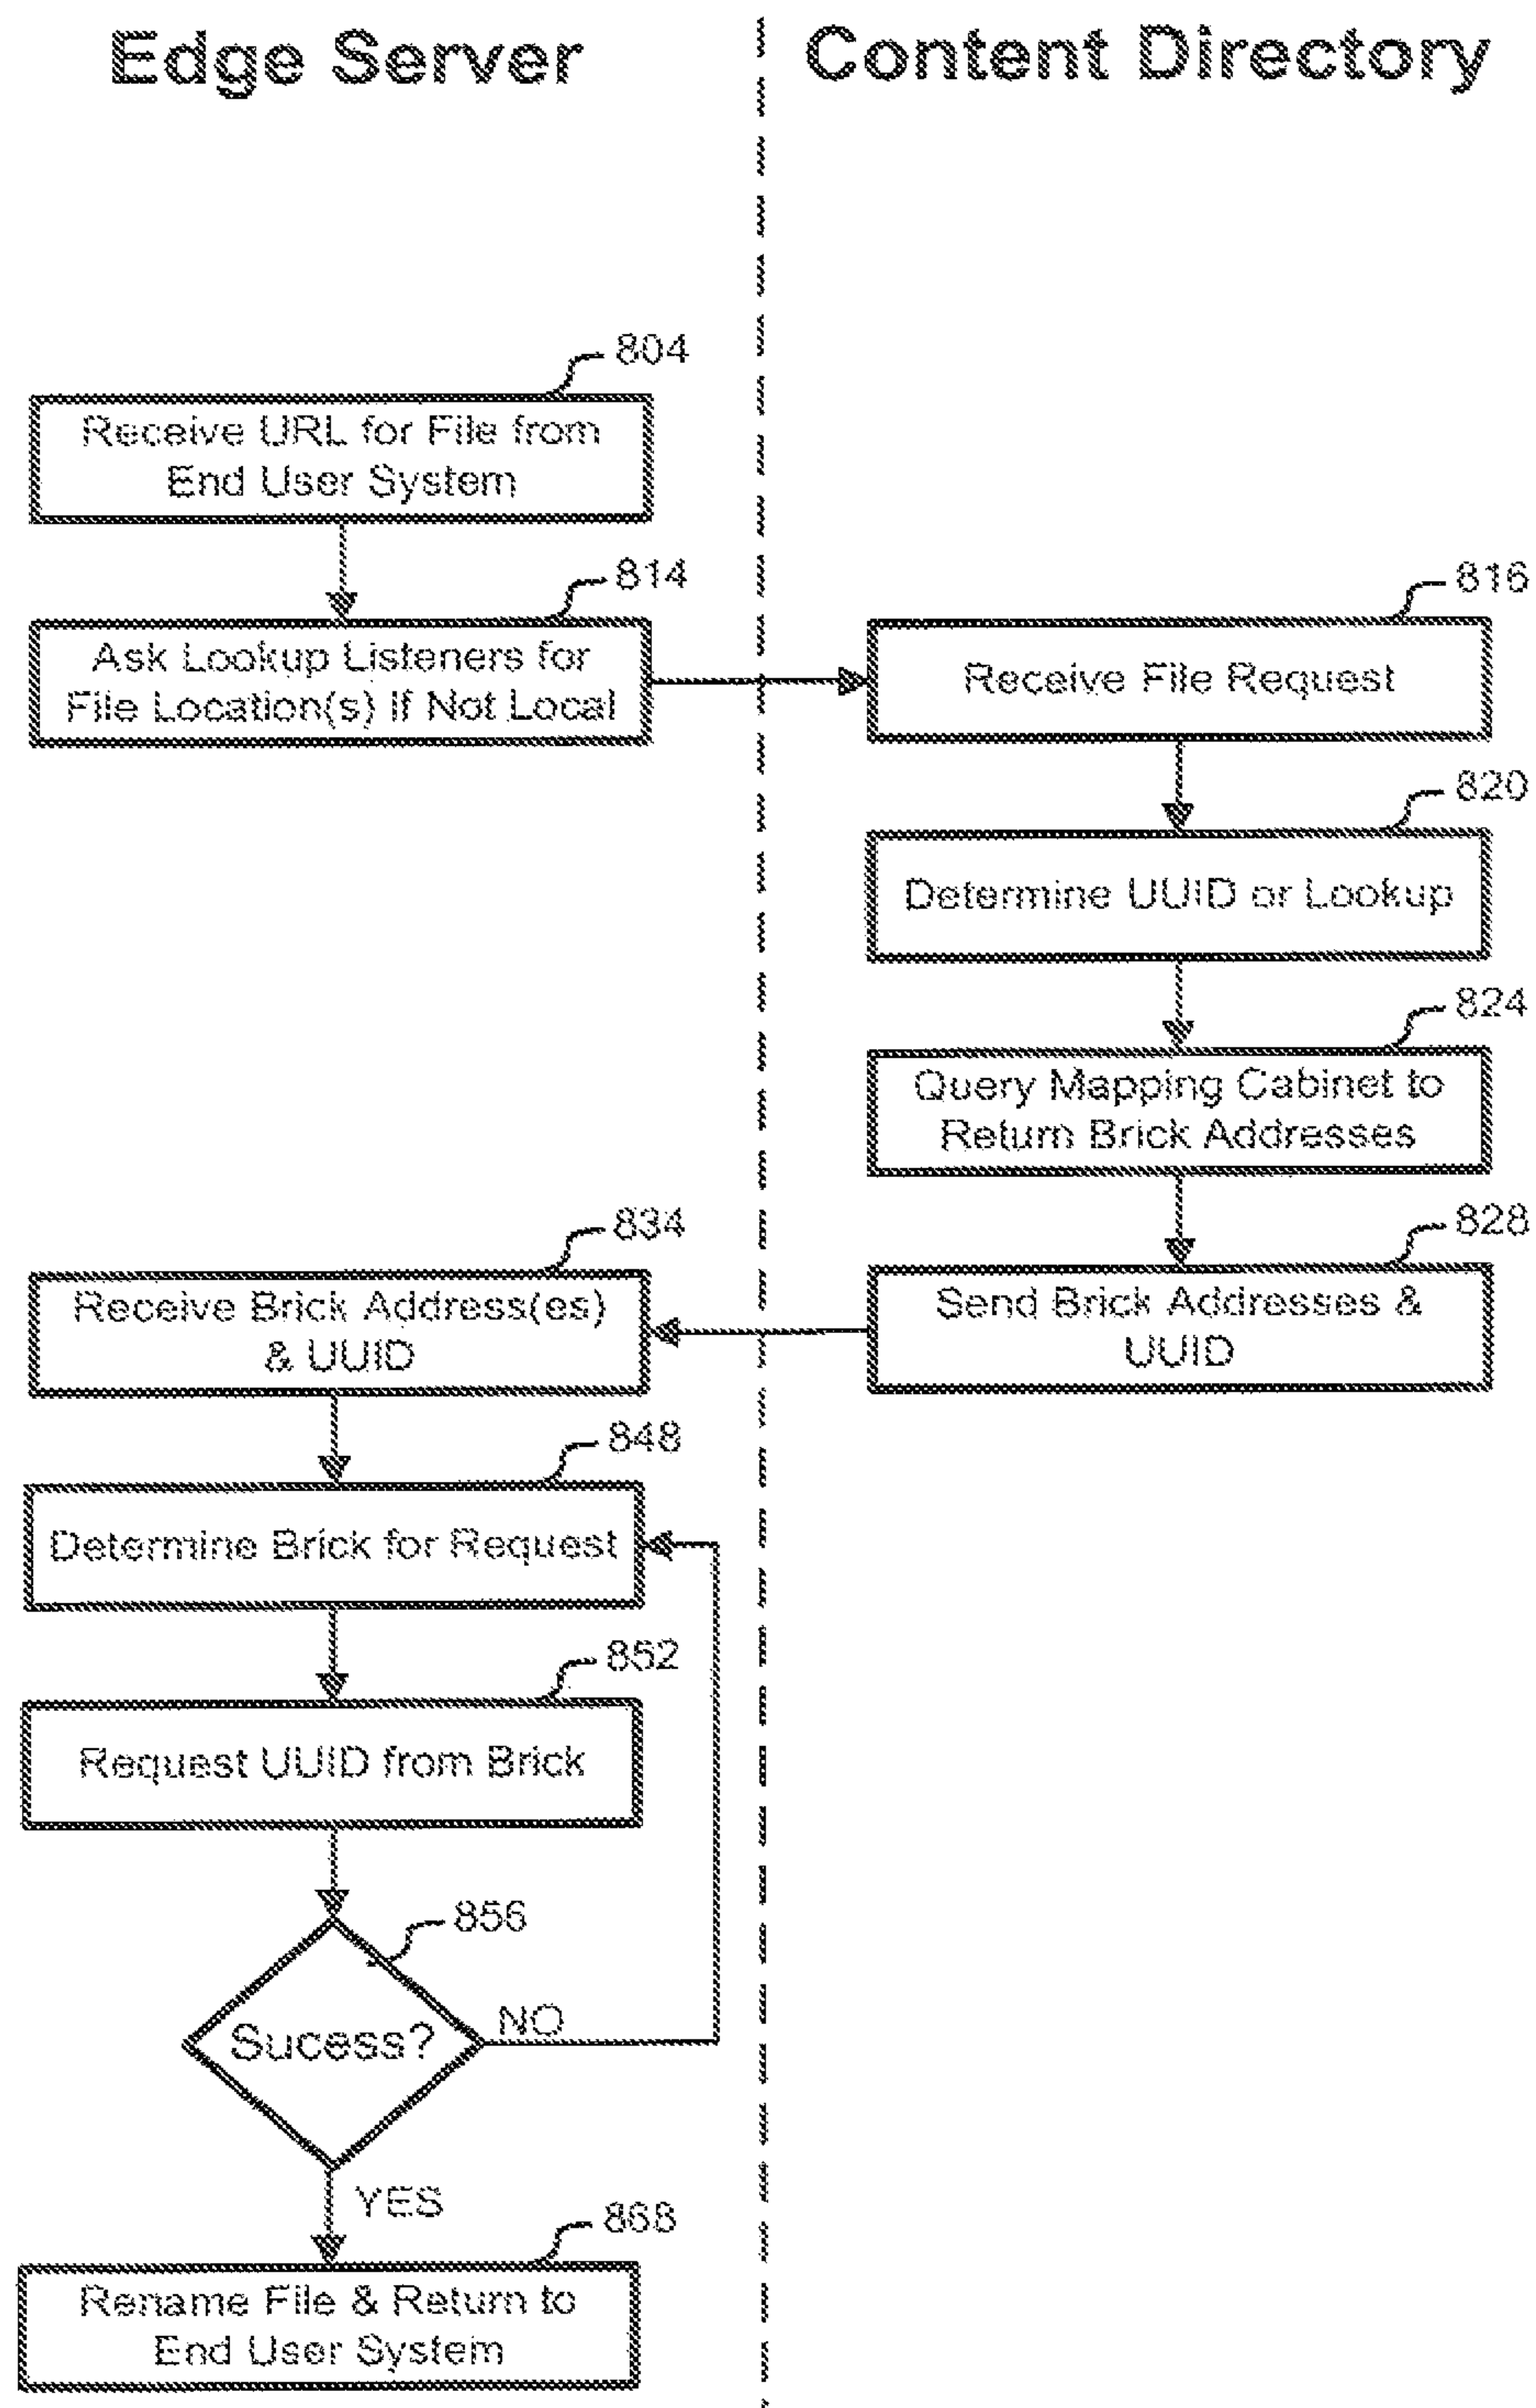 Edge Server
Content Directory
804
Receive URL for File from
End User System
814
Ask Lookup Listeners for
File Location(s) If Not Local
816
Receive File Request
820
Determine UUID or Lookup
824
Query Mapping Cabinet to
Return Brick Addresses
828
Send Brick Addresses &
UUID
834
Receive Brick Address(es)
& UUID
848
Determine Brick for Request
852
Request UUID from Brick
856
Sucess?
NO
YES
868
Rename File & Return to
End User System